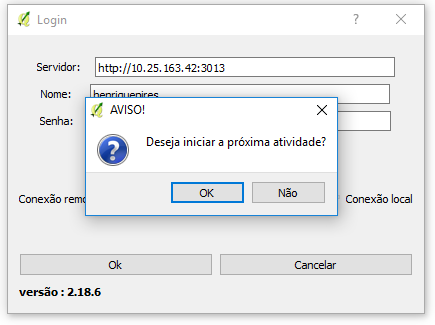 Login
Servidor: http://10.25.163.42:3013
Nome: henriquepires
Senha:
AVISO!
Deseja iniciar a próxima atividade?
OK Não
Conexão remo
Conexão local
Ok Cancelar
versão : 2.18.6